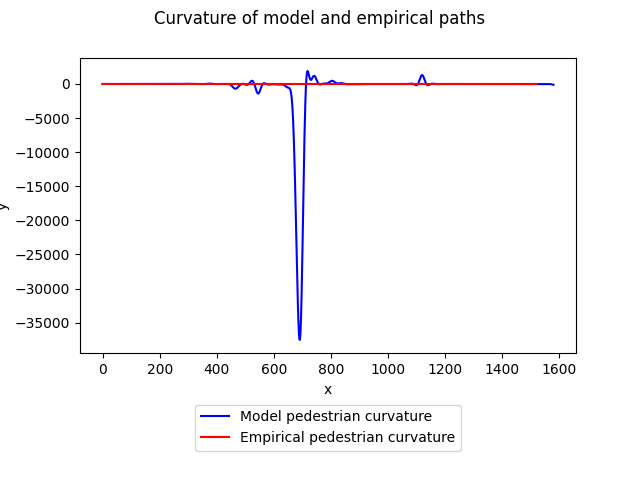 Curvature of model and empirical paths
0
−5000
−10000
−15000
−20000
−25000
−30000
−35000
y
0 200 400 600 800 1000 1200 1400 1600
x
Model pedestrian curvature
Empirical pedestrian curvature